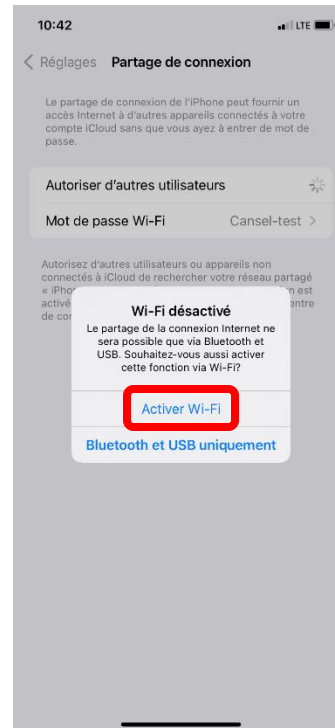 10:42
LTE
Réglages Partage de connexion
Le partage de connexion de l'iPhone peut fournir un
accès Internet à d'autres appareils connectés à votre
compte iCloud sans que vous ayez à entrer de mot de
passe.
Autoriser d'autres utilisateurs
Mot de passe Wi-Fi Cansel-test
Autorisez d'autres utilisateurs ou appareils non
connectés à iCloud de rechercher votre réseau partagé
est
activé entre
de
Wi-Fi désactivé
Le partage de la connexion Internet ne
sera possible que via Bluetooth et
USB. Souhaitez-vous aussi activer
cette fonction via Wi-Fi?
Activer Wi-Fi
Bluetooth et USB uniquement